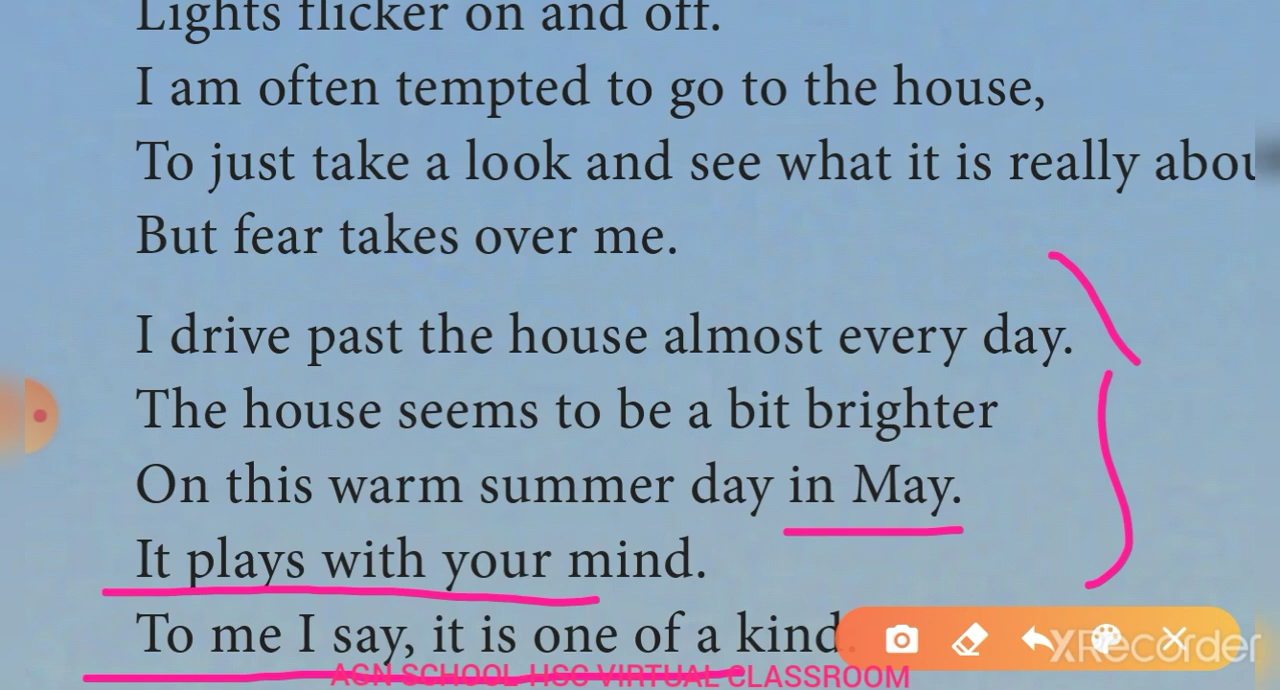 Lights flicker on and off.
I am often tempted to go to the house,
To just take a look and see what it is really abou
But fear takes over me.
I drive past the house almost every day.
The house seems to be a bit brighter
On this warm summer day in May.
It plays with your mind.
To me I say, it is one of a kind.
XRecorder
AGN SCHOOL HSC VIRTUAL CLASSROOM